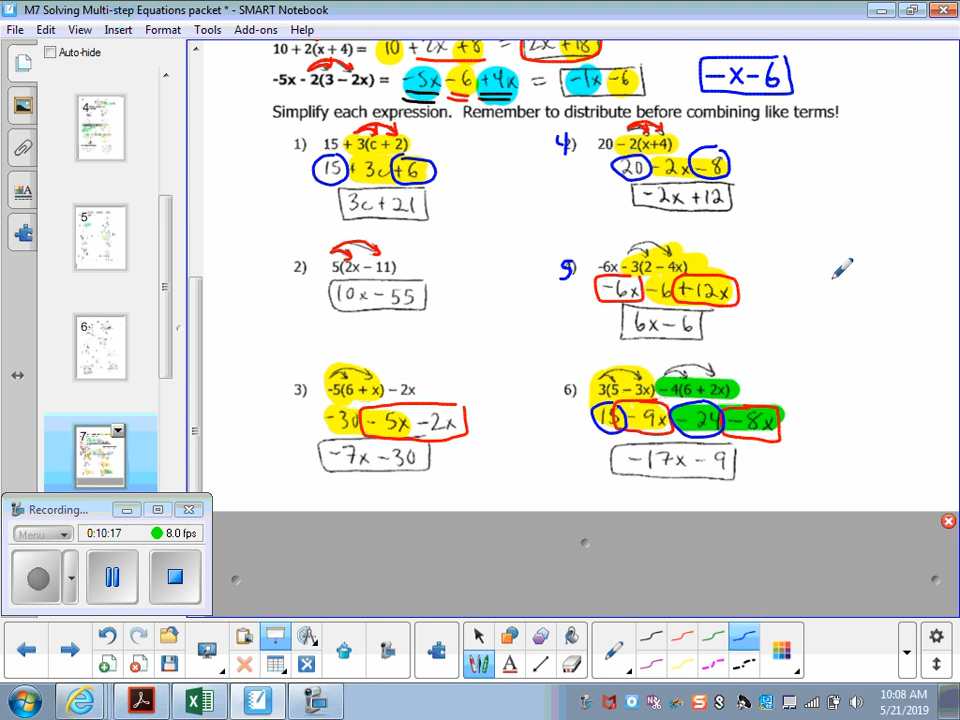 M7 Solving Multi-step Equations packet * - SMART Notebook
File Edit View Insert Format Tools Add-ons Help
Auto-hide
10 + 2(x + 4) = 10 + 2x + 8 = 2x + 18
-5x - 2(3 – 2x) = -5x - 6 + 4x = -1x - 6
-x - 6
Simplify each expression. Remember to distribute before combining like terms!
1) 15 + 3(c + 2)
15 + 3c + 6
3c + 21
4) 20 – 2(x+4)
20 - 2x - 8
-2x + 12
2) 5(2x – 11)
10x - 55
5) -6x – 3(2 – 4x)
-6x - 6 + 12x
6x - 6
3) -5(6 + x) – 2x
-30 - 5x - 2x
-7x - 30
6) 3(5 – 3x) – 4(6 + 2x)
15 - 9x - 24 - 8x
-17x - 9
4
5
6
7
Recording...
Menu
0:10:17
8.0 fps
10:08 AM
5/21/2019